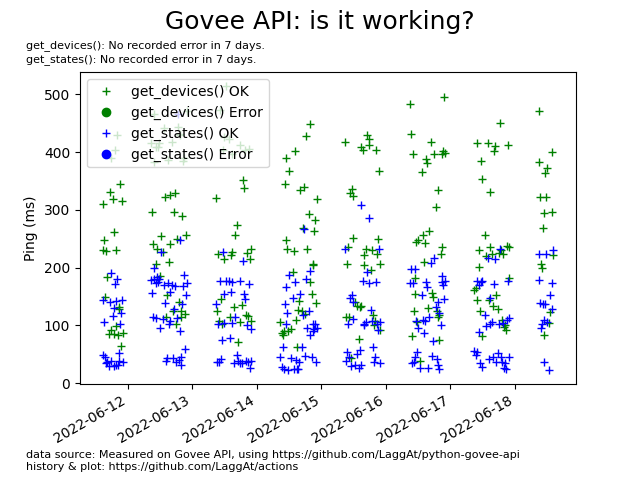 Govee API: is it working?
get_devices(): No recorded error in 7 days.
get_states(): No recorded error in 7 days.
get_devices() OK
get_devices() Error
get_states() OK
get_states() Error
500
400
300
200
100
0
Ping (ms)
2022-06-12
2022-06-13
2022-06-14
2022-06-15
2022-06-16
2022-06-17
2022-06-18
data source: Measured on Govee API, using https://github.com/LaggAt/python-govee-api
history & plot: https://github.com/LaggAt/actions